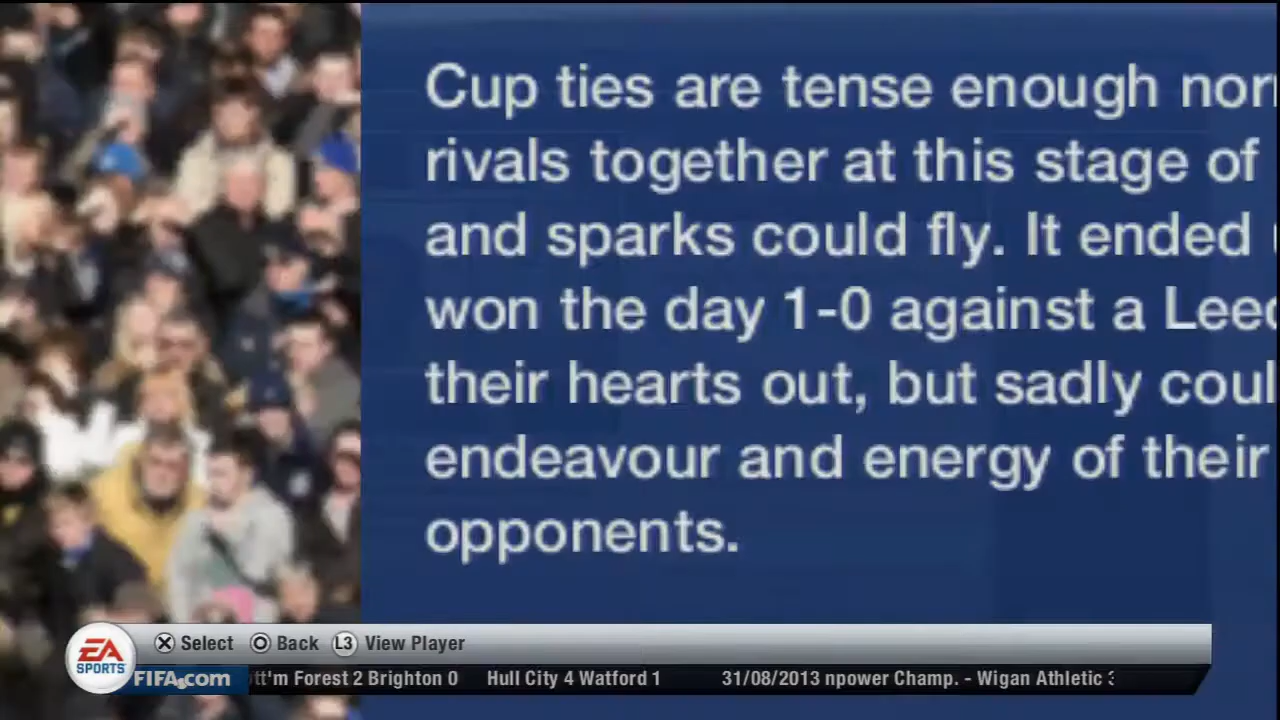 Cup ties are tense enough nor
rivals together at this stage of
and sparks could fly. It ended
won the day 1-0 against a Lee
their hearts out, but sadly coul
endeavour and energy of their
opponents.
X Select O Back L3 View Player
EA SPORTS
FIFA.com tt'm Forest 2 Brighton 0 Hull City 4 Watford 1 31/08/2013 npower Champ. - Wigan Athletic